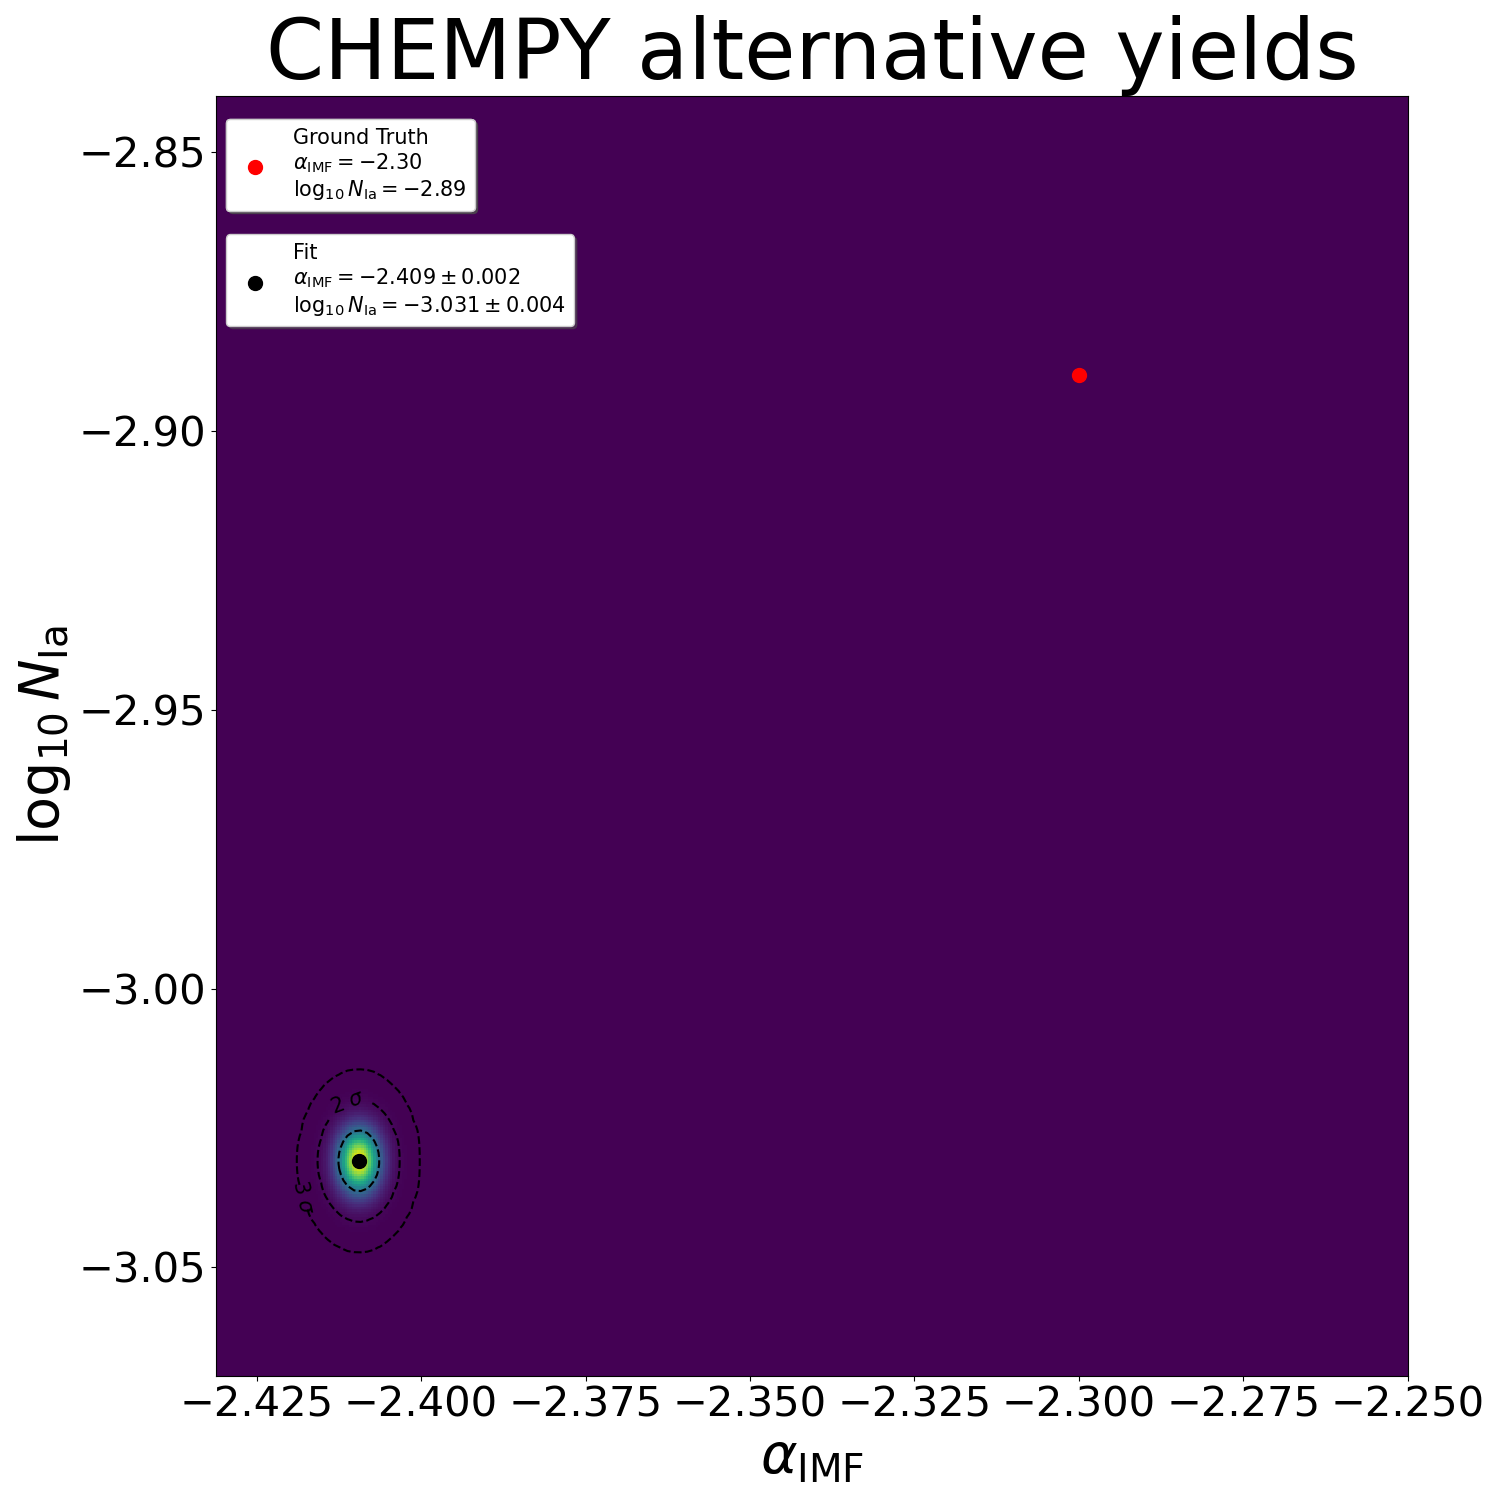 CHEMPY alternative yields
Ground Truth
α_IMF = −2.30
log₁₀ N_Ia = −2.89
Fit
α_IMF = −2.409 ± 0.002
log₁₀ N_Ia = −3.031 ± 0.004
−2.85
−2.90
−2.95
−3.00
−3.05
log₁₀ N_Ia
2 σ
3 σ
−2.425 −2.400 −2.375 −2.350 −2.325 −2.300 −2.275 −2.250
α_IMF